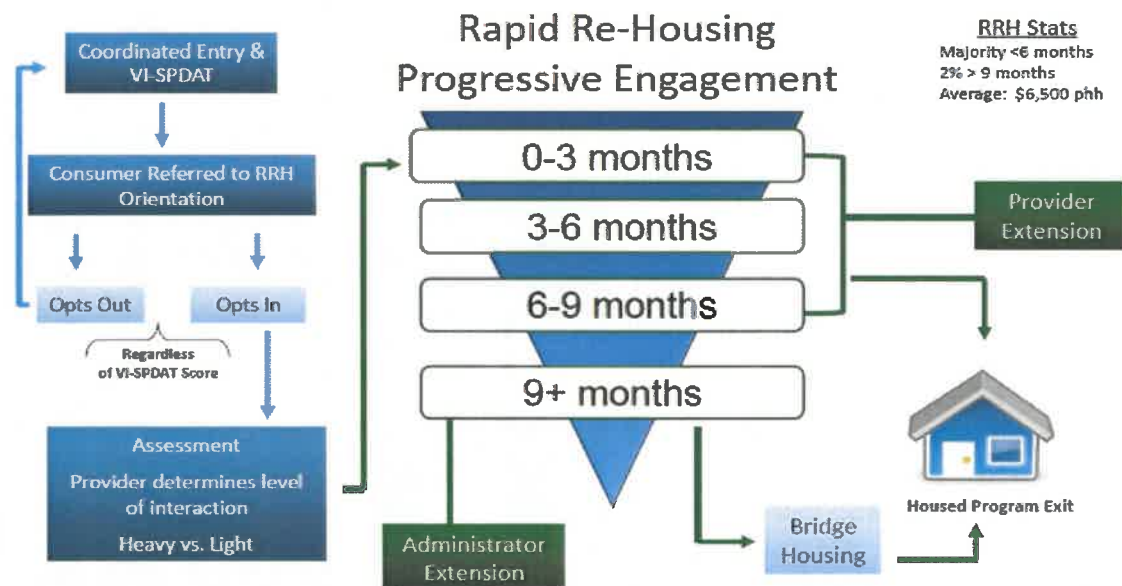 Rapid Re-Housing
Progressive Engagement
RRH Stats
Majority <6 months
2% > 9 months
Average: $6,500 phh
Coordinated Entry &
VI-SPDAT
Consumer Referred to RRH
Orientation
Opts Out
Opts In
Regardless
of VI-SPDAT Score
Assessment
Provider determines level
of interaction
Heavy vs. Light
0-3 months
3-6 months
6-9 months
9+ months
Provider
Extension
Administrator
Extension
Bridge
Housing
Housed Program Exit